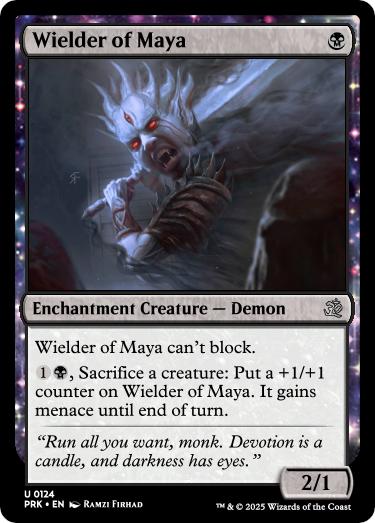 Wielder of Maya
Enchantment Creature — Demon
Wielder of Maya can't block.
1, Sacrifice a creature: Put a +1/+1
counter on Wielder of Maya. It gains
menace until end of turn.
“Run all you want, monk. Devotion is a
candle, and darkness has eyes.”
2/1
U 0124
PRK • EN Ramzi Firhad
™ & © 2025 Wizards of the Coast